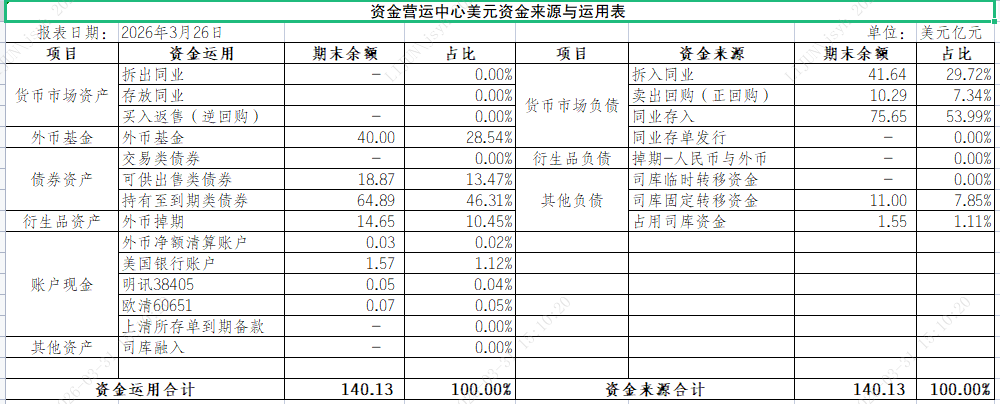 资金营运中心美元资金来源与运用表
报表日期： 2026年3月26日 单位： 美元亿元
项目 资金运用 期末余额 占比 项目 资金来源 期末余额 占比
货币市场资产 拆出同业 － 0.00% 货币市场负债 拆入同业 41.64 29.72%
存放同业 0.00% 卖出回购（正回购） 10.29 7.34%
买入返售（逆回购） － 0.00% 同业存入 75.65 53.99%
外币基金 外币基金 40.00 28.54% 同业存单发行 － 0.00%
债券资产 交易类债券 － 0.00% 衍生品负债 掉期-人民币与外币 － 0.00%
可供出售类债券 18.87 13.47% 其他负债 司库临时转移资金 － 0.00%
持有至到期类债券 64.89 46.31% 司库固定转移资金 11.00 7.85%
衍生品资产 外币掉期 14.65 10.45% 占用司库资金 1.55 1.11%
账户现金 外币净额清算账户 0.03 0.02%
美国银行账户 1.57 1.12%
明讯38405 0.05 0.04%
欧清60651 0.07 0.05%
上清所存单到期备款 － 0.00%
其他资产 司库融入 － 0.00%
资金运用合计 140.13 100.00% 资金来源合计 140.13 100.00%